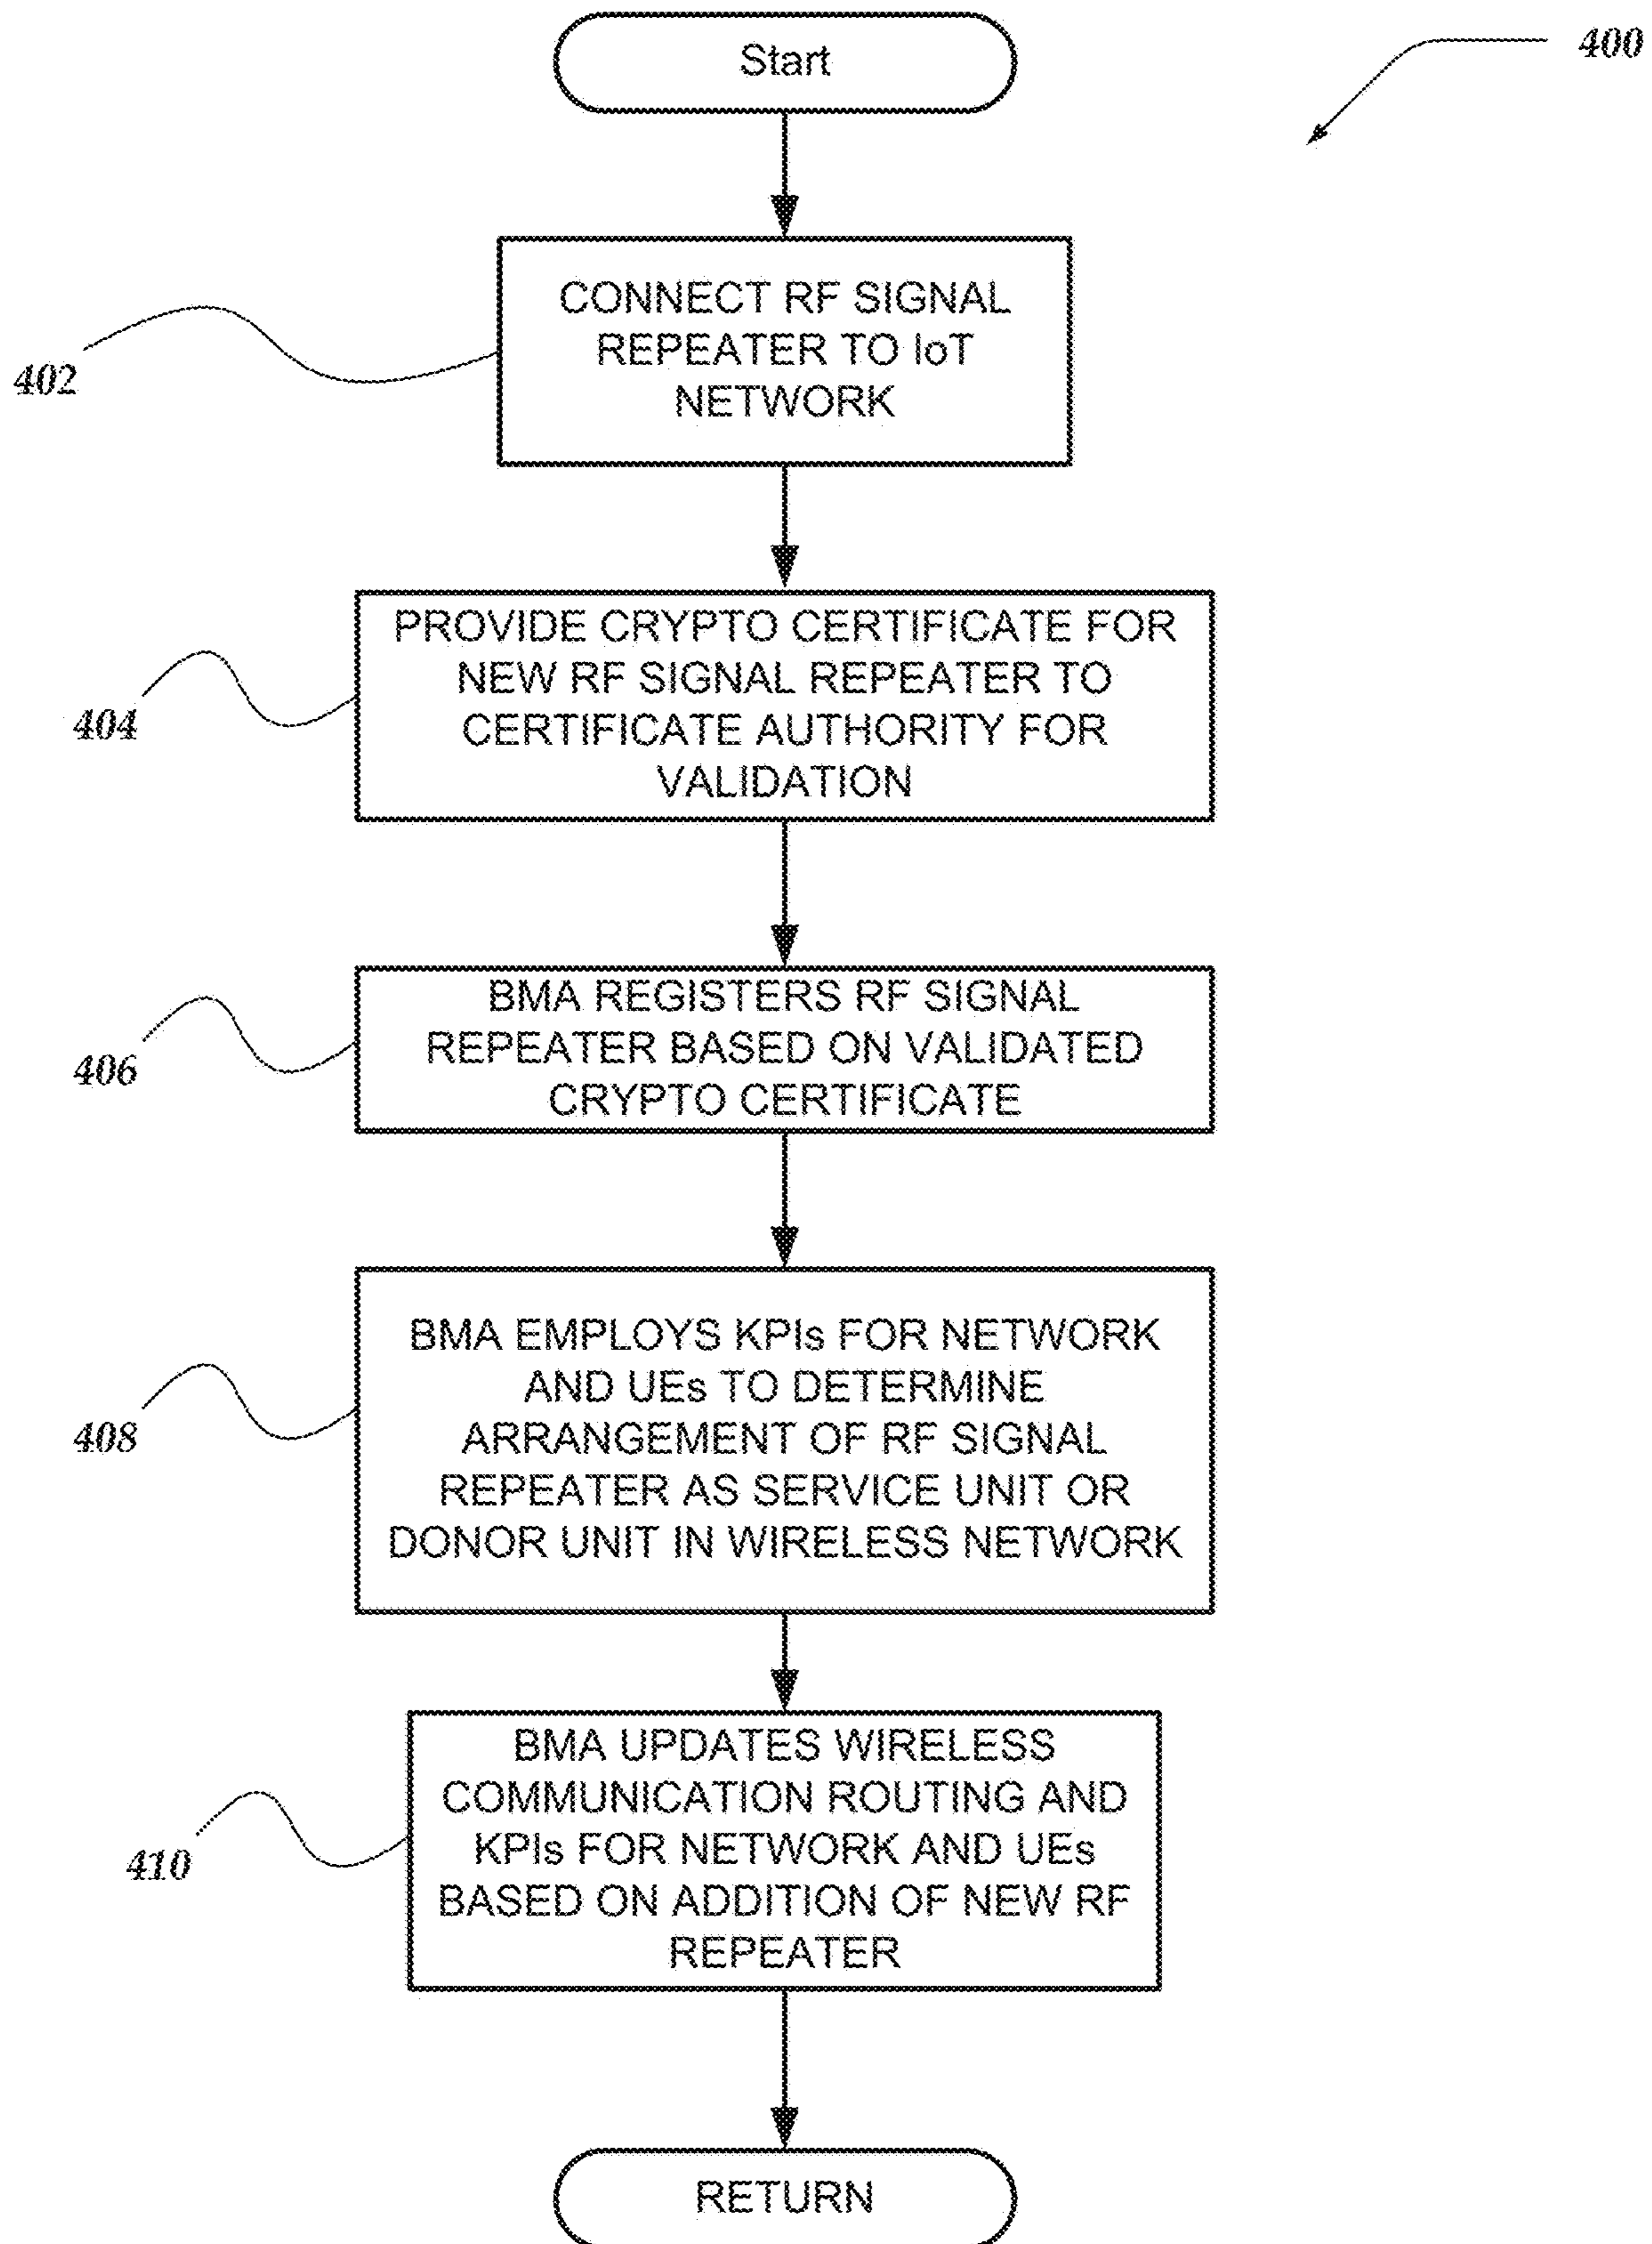 Start
400
CONNECT RF SIGNAL
REPEATER TO IoT
NETWORK
402
PROVIDE CRYPTO CERTIFICATE FOR
NEW RF SIGNAL REPEATER TO
CERTIFICATE AUTHORITY FOR
VALIDATION
404
BMA REGISTERS RF SIGNAL
REPEATER BASED ON VALIDATED
CRYPTO CERTIFICATE
406
BMA EMPLOYS KPIs FOR NETWORK
AND UEs TO DETERMINE
ARRANGEMENT OF RF SIGNAL
REPEATER AS SERVICE UNIT OR
DONOR UNIT IN WIRELESS NETWORK
408
BMA UPDATES WIRELESS
COMMUNICATION ROUTING AND
KPIs FOR NETWORK AND UEs
BASED ON ADDITION OF NEW RF
REPEATER
410
RETURN